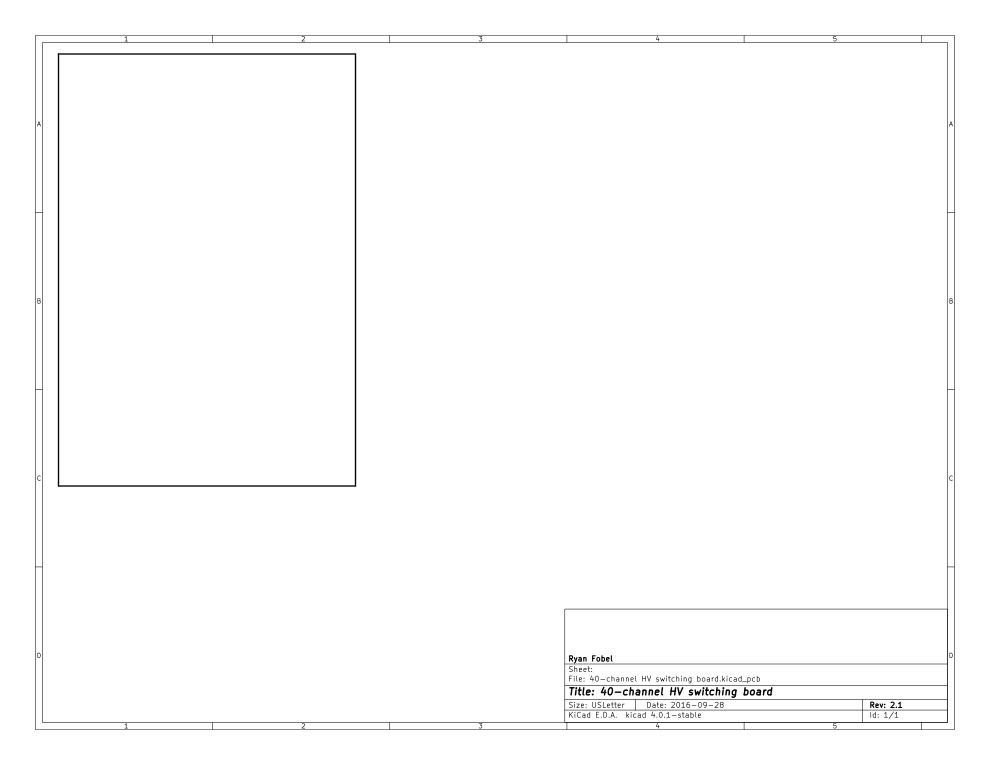 1 2 3 4 5
A A
B B
C C
D D
Ryan Fobel
Sheet:
File: 40-channel HV switching board.kicad_pcb
Title: 40-channel HV switching board
Size: USLetter Date: 2016-09-28 Rev: 2.1
KiCad E.D.A. kicad 4.0.1-stable Id: 1/1
1 2 3 4 5